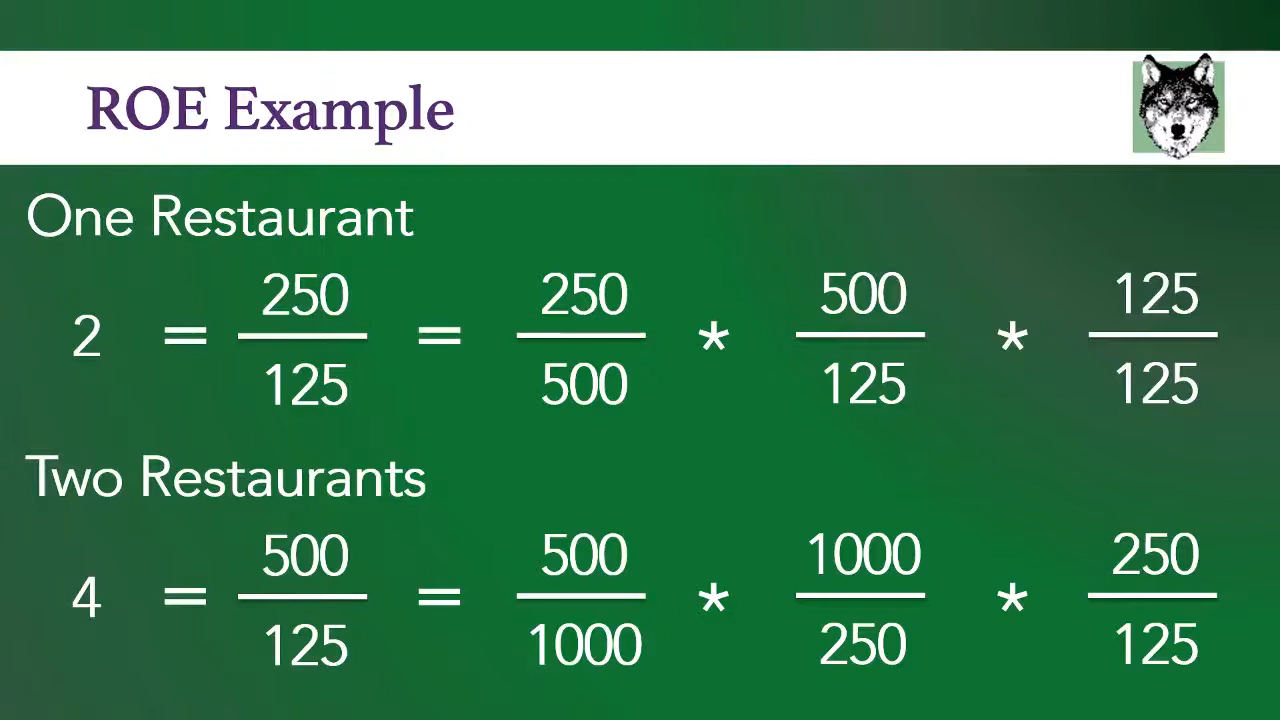 ROE Example
One Restaurant
2 = 250/125 = 250/500 * 500/125 * 125/125
Two Restaurants
4 = 500/125 = 500/1000 * 1000/250 * 250/125